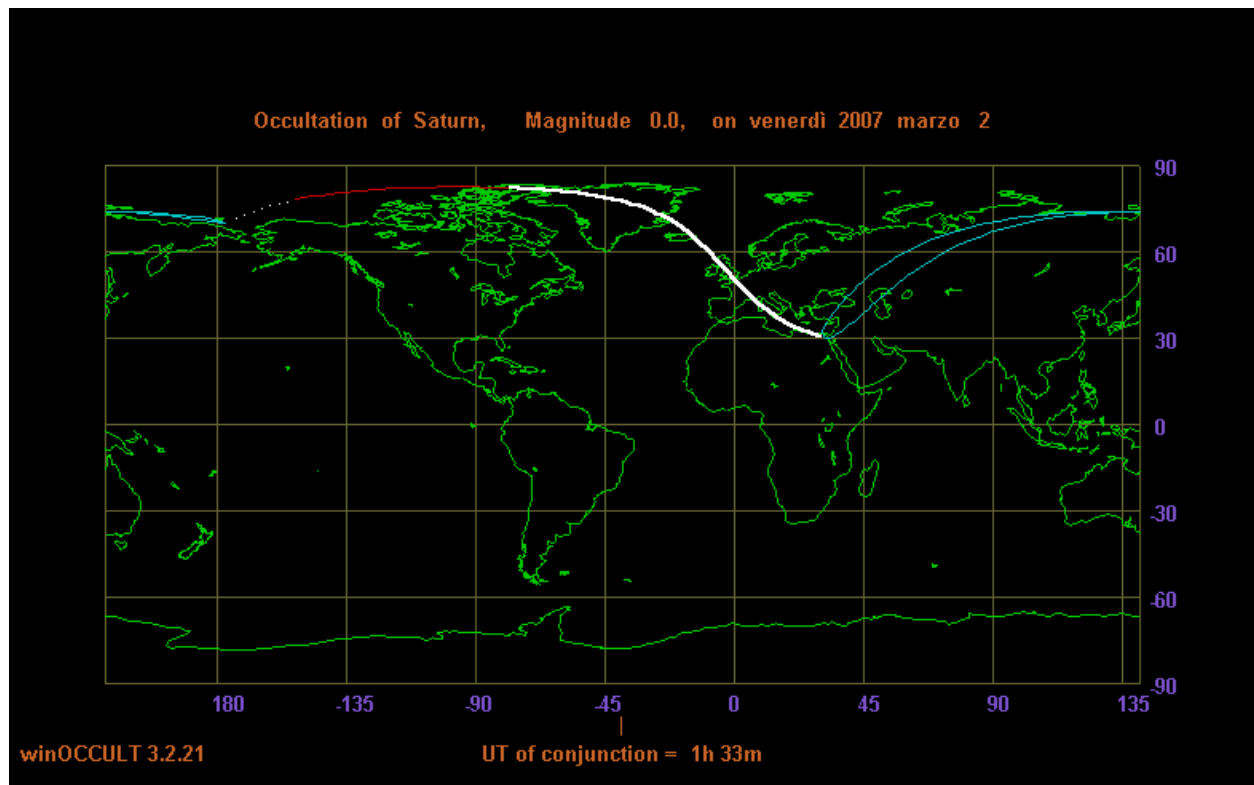 Occultation of Saturn, Magnitude 0.0, on venerdì 2007 marzo 2
90
60
30
0
-30
-60
-90
180 -135 -90 -45 0 45 90 135
winOCCULT 3.2.21 UT of conjunction = 1h 33m